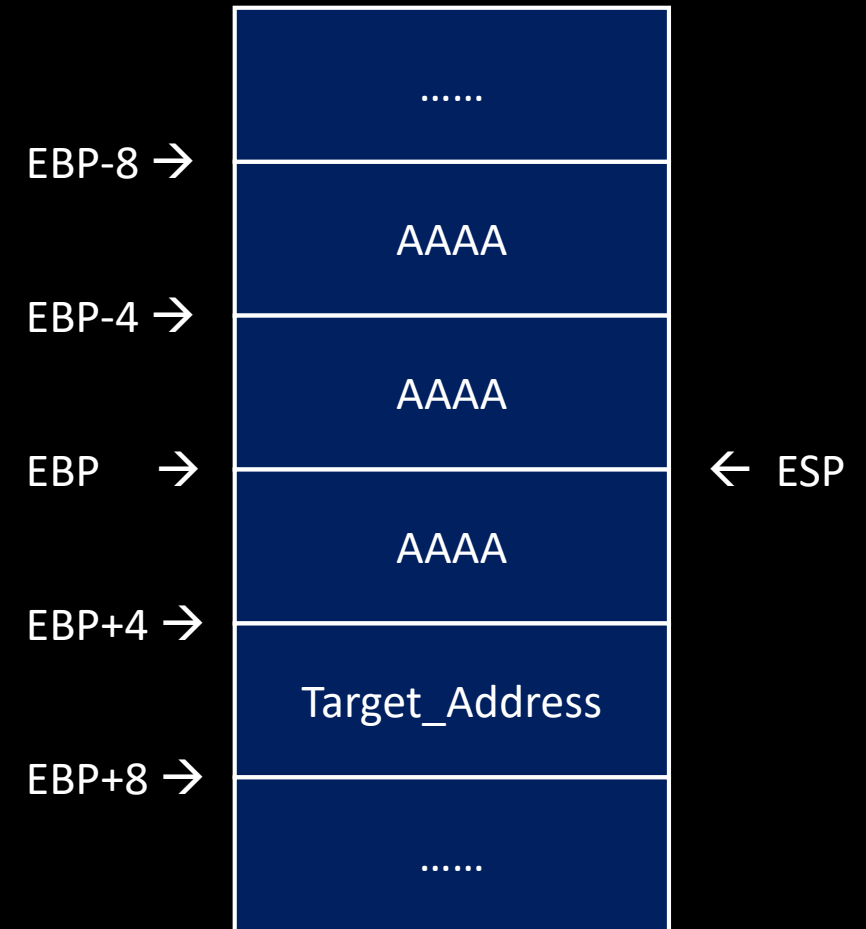 ......
EBP-8 →
AAAA
EBP-4 →
AAAA
EBP → ← ESP
AAAA
EBP+4 →
Target_Address
EBP+8 →
......